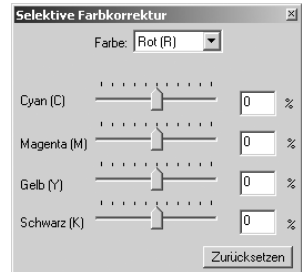 Selektive Farbkorrektur
Farbe: Rot (R)
Cyan (C) 0 %
Magenta (M) 0 %
Gelb (Y) 0 %
Schwarz (K) 0 %
Zurücksetzen